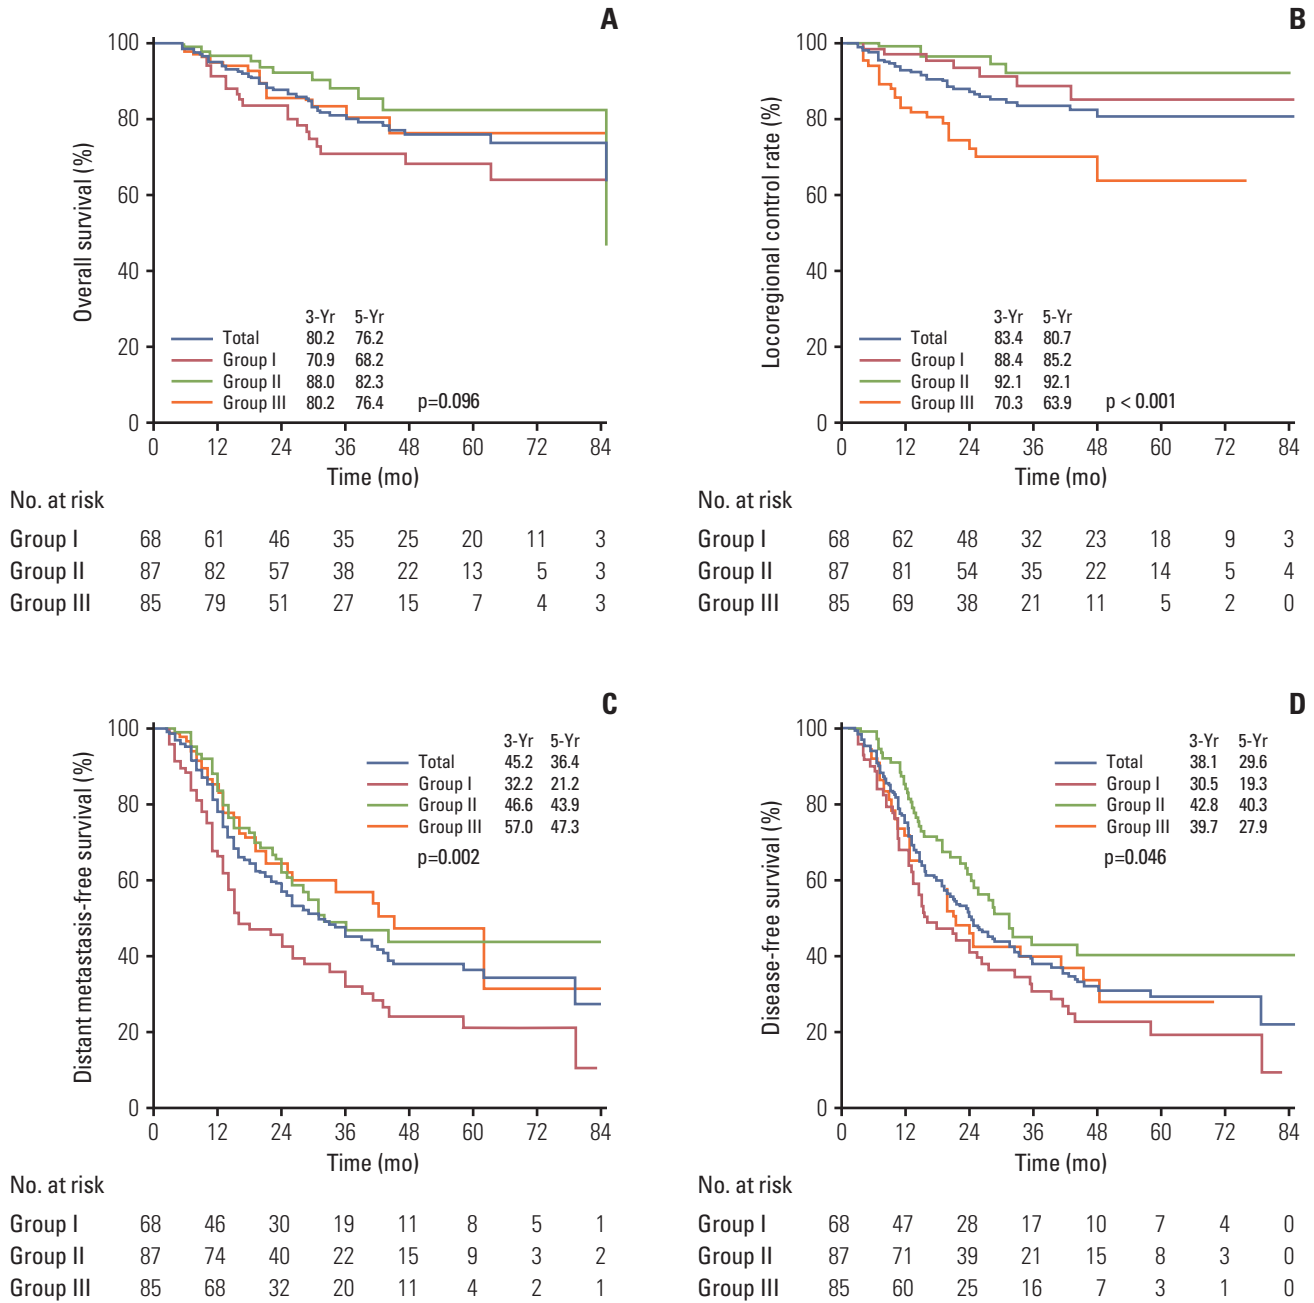 A
100
80
60
40
20
0
Overall survival (%)
3-Yr 5-Yr
Total 80.2 76.2
Group I 70.9 68.2
Group II 88.0 82.3
Group III 80.2 76.4
p=0.096
0 12 24 36 48 60 72 84
Time (mo)
No. at risk
Group I 68 61 46 35 25 20 11 3
Group II 87 82 57 38 22 13 5 3
Group III 85 79 51 27 15 7 4 3
B
100
80
60
40
20
0
Locoregional control rate (%)
3-Yr 5-Yr
Total 83.4 80.7
Group I 88.4 85.2
Group II 92.1 92.1
Group III 70.3 63.9
p < 0.001
0 12 24 36 48 60 72 84
Time (mo)
No. at risk
Group I 68 62 48 32 23 18 9 3
Group II 87 81 54 35 22 14 5 4
Group III 85 69 38 21 11 5 2 0
C
100
80
60
40
20
0
Distant metastasis-free survival (%)
3-Yr 5-Yr
Total 45.2 36.4
Group I 32.2 21.2
Group II 46.6 43.9
Group III 57.0 47.3
p=0.002
0 12 24 36 48 60 72 84
Time (mo)
No. at risk
Group I 68 46 30 19 11 8 5 1
Group II 87 74 40 22 15 9 3 2
Group III 85 68 32 20 11 4 2 1
D
100
80
60
40
20
0
Disease-free survival (%)
3-Yr 5-Yr
Total 38.1 29.6
Group I 30.5 19.3
Group II 42.8 40.3
Group III 39.7 27.9
p=0.046
0 12 24 36 48 60 72 84
Time (mo)
No. at risk
Group I 68 47 28 17 10 7 4 0
Group II 87 71 39 21 15 8 3 0
Group III 85 60 25 16 7 3 1 0